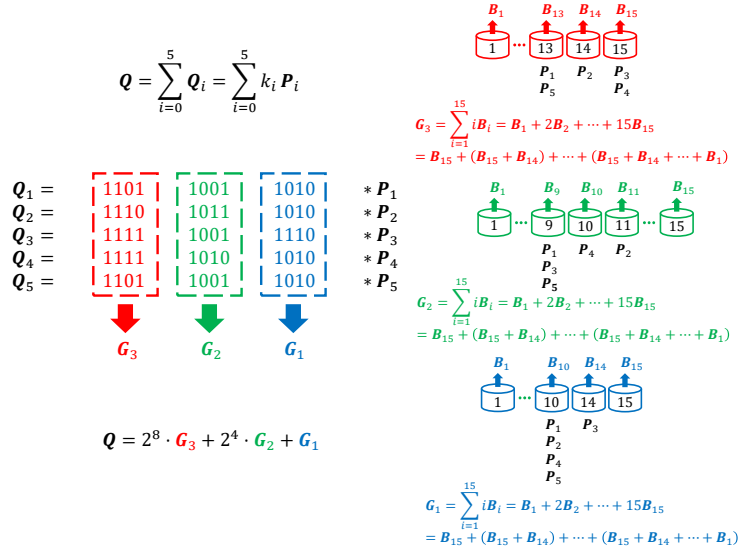 Q = ∑_{i=0}^{5} Q_i = ∑_{i=0}^{5} k_i P_i
Q_1 = 1101 1001 1010 * P_1
Q_2 = 1110 1011 1010 * P_2
Q_3 = 1111 1001 1110 * P_3
Q_4 = 1111 1010 1010 * P_4
Q_5 = 1101 1001 1010 * P_5
G_3 G_2 G_1
Q = 2^8 · G_3 + 2^4 · G_2 + G_1
B_1 B_13 B_14 B_15
1 ... 13 14 15
P_1 P_2 P_3
P_5 P_4
G_3 = ∑_{i=1}^{15} iB_i = B_1 + 2B_2 + ⋯ + 15B_15
= B_15 + (B_15 + B_14) + ⋯ + (B_15 + B_14 + ⋯ + B_1)
B_1 B_9 B_10 B_11 B_15
1 ... 9 10 11 ... 15
P_1 P_4 P_2
P_3
P_5
G_2 = ∑_{i=1}^{15} iB_i = B_1 + 2B_2 + ⋯ + 15B_15
= B_15 + (B_15 + B_14) + ⋯ + (B_15 + B_14 + ⋯ + B_1)
B_1 B_10 B_14 B_15
1 ... 10 14 15
P_1 P_3
P_2
P_4
P_5
G_1 = ∑_{i=1}^{15} iB_i = B_1 + 2B_2 + ⋯ + 15B_15
= B_15 + (B_15 + B_14) + ⋯ + (B_15 + B_14 + ⋯ + B_1)